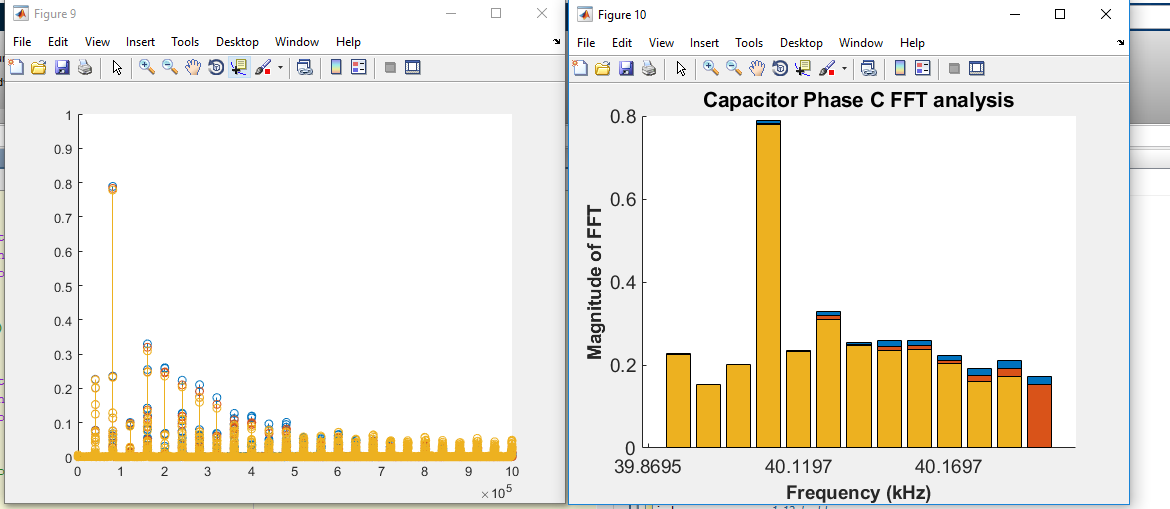 Figure 9
File Edit View Insert Tools Desktop Window Help
1
0.9
0.8
0.7
0.6
0.5
0.4
0.3
0.2
0.1
0
0 1 2 3 4 5 6 7 8 9 10
×10^5
Figure 10
File Edit View Insert Tools Desktop Window Help
Capacitor Phase C FFT analysis
Magnitude of FFT
0.8
0.6
0.4
0.2
0
39.8695 40.1197 40.1697
Frequency (kHz)